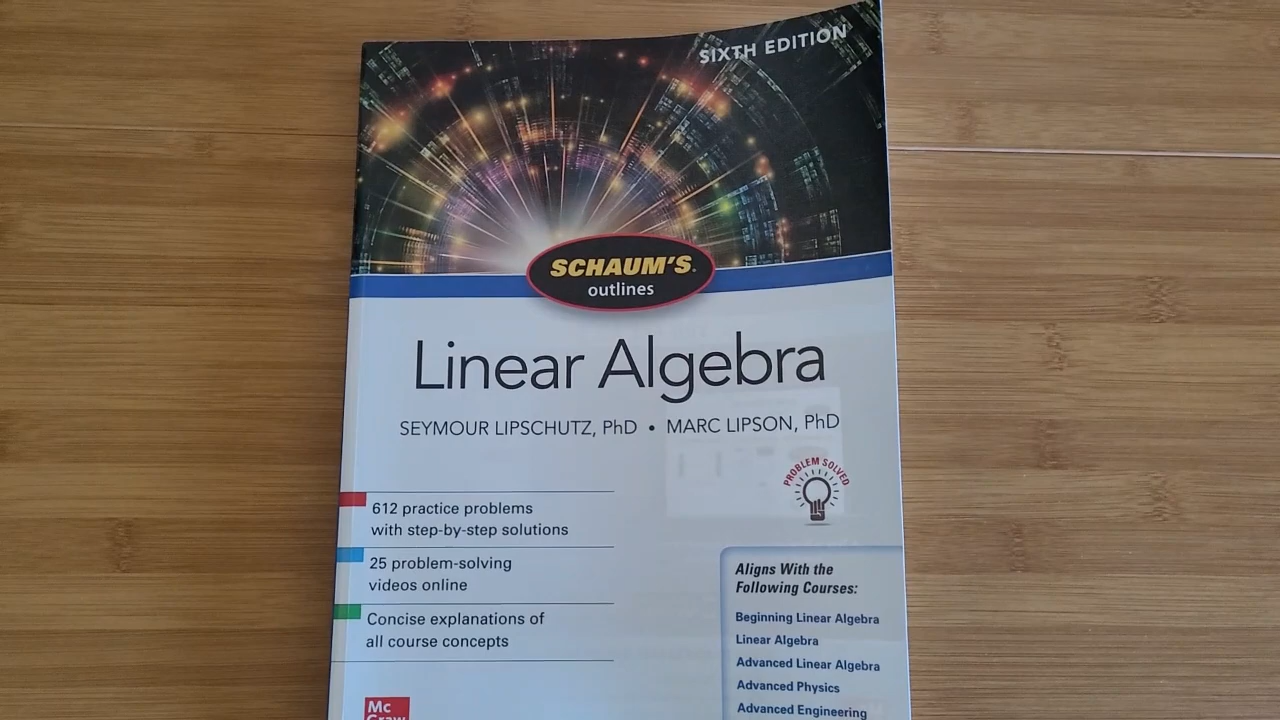 SIXTH EDITION
SCHAUM'S
outlines
Linear Algebra
SEYMOUR LIPSCHUTZ, PhD • MARC LIPSON, PhD
PROBLEM SOLVED
612 practice problems
with step-by-step solutions
25 problem-solving
videos online
Concise explanations of
all course concepts
Aligns With the
Following Courses:
Beginning Linear Algebra
Linear Algebra
Advanced Linear Algebra
Advanced Physics
Advanced Engineering
Mc
Graw